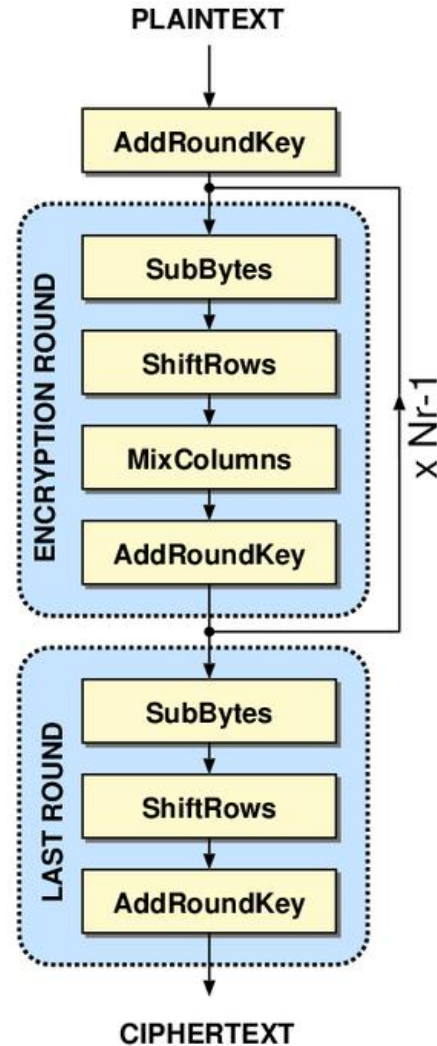 PLAINTEXT
AddRoundKey
ENCRYPTION ROUND
SubBytes
ShiftRows
MixColumns
AddRoundKey
x Nr-1
LAST ROUND
SubBytes
ShiftRows
AddRoundKey
CIPHERTEXT